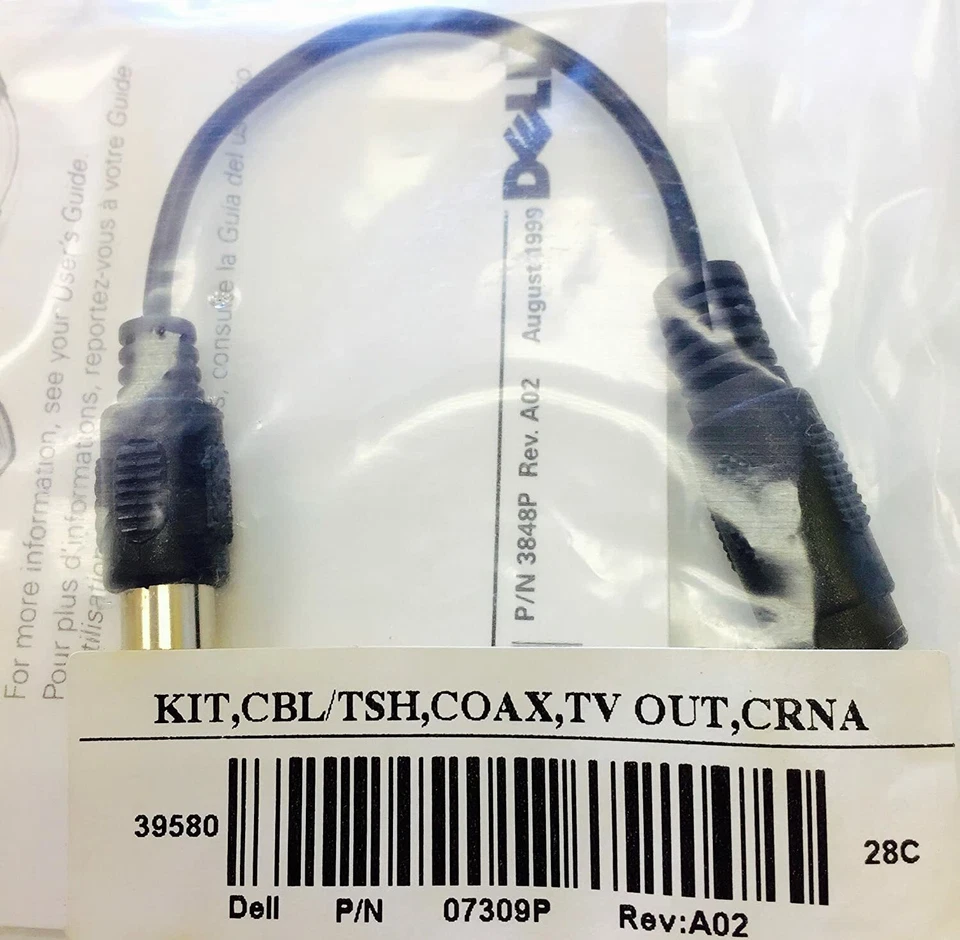 For more information, see your User's Guide.
Pour plus d'informations, reportez-vous à votre Guide
consulte la Guía del
P/N 3848P Rev. A02 August 1999 DELL
KIT,CBL/TSH,COAX,TV OUT,CRNA
39580
28C
Dell P/N 07309P Rev:A02